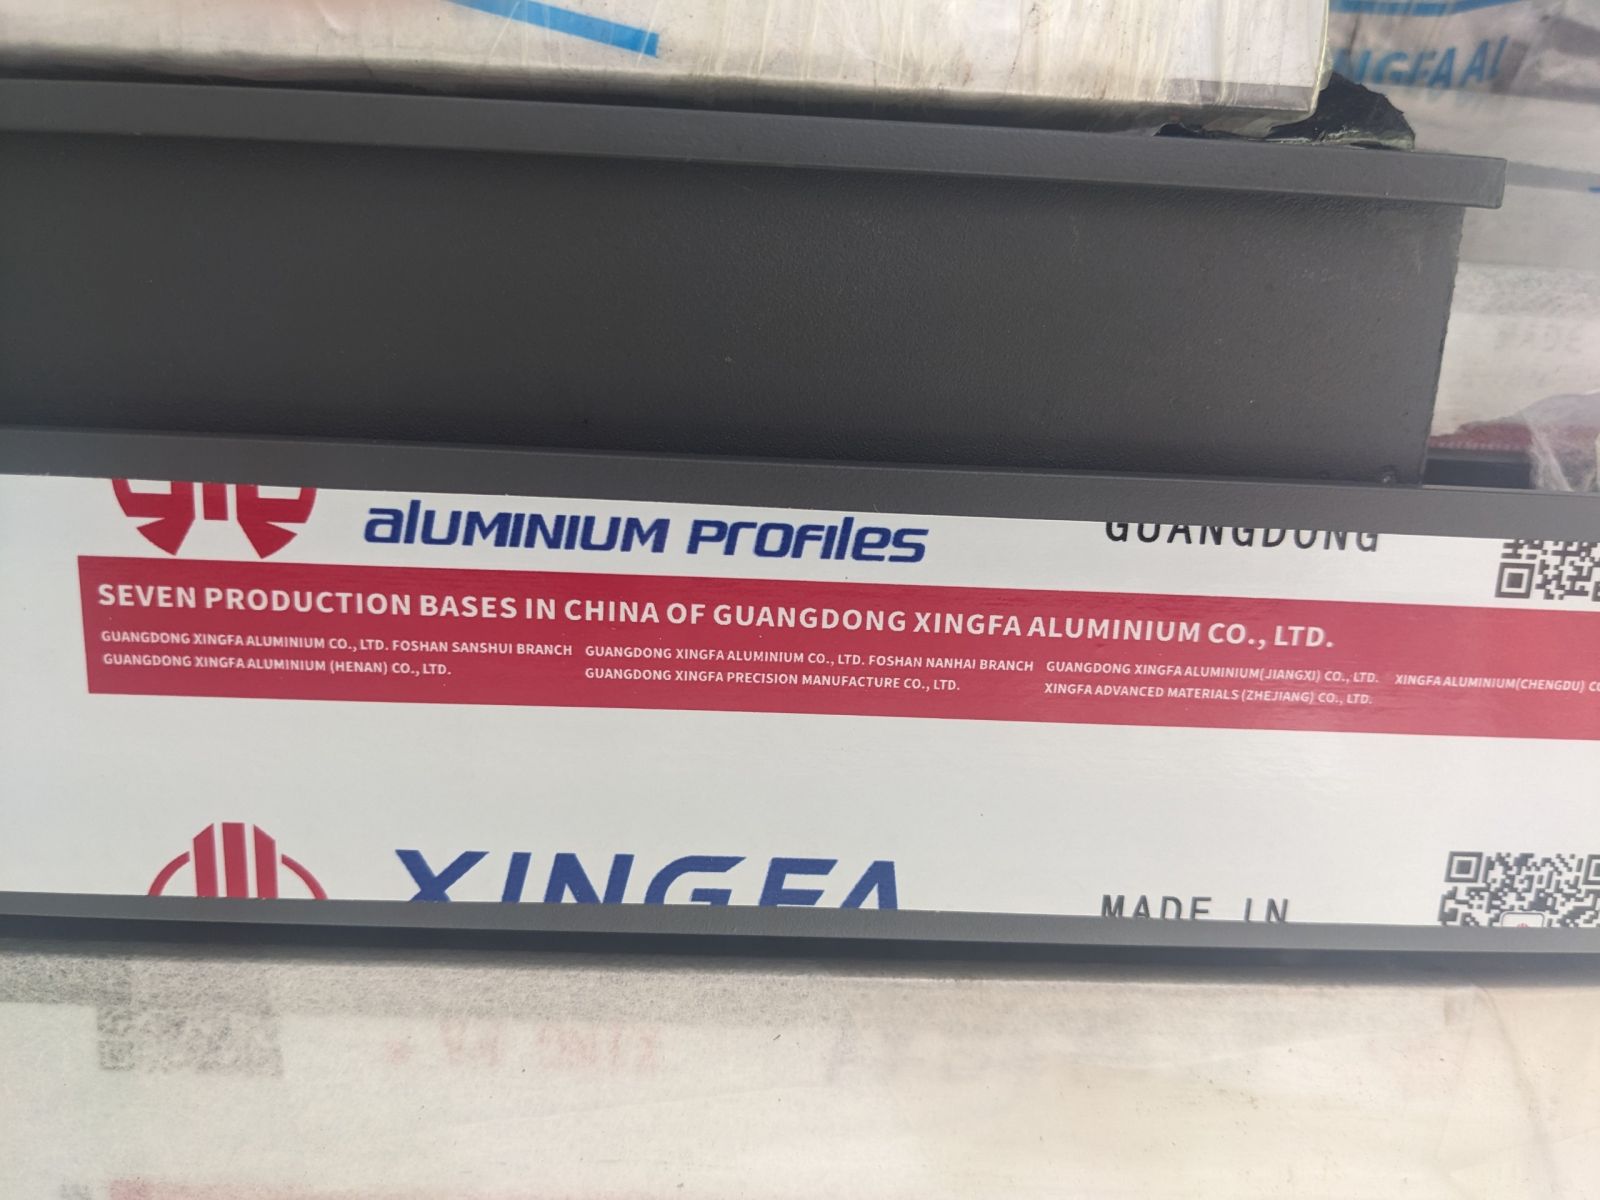 aluminium profiles
GUANGDONG
SEVEN PRODUCTION BASES IN CHINA OF GUANGDONG XINGFA ALUMINIUM CO., LTD.
GUANGDONG XINGFA ALUMINIUM CO., LTD. FOSHAN SANSHUI BRANCH GUANGDONG XINGFA ALUMINIUM CO., LTD. FOSHAN NANHAI BRANCH GUANGDONG XINGFA ALUMINIUM(JIANGXI) CO., LTD. XINGFA ALUMINIUM(CHENGDU)
GUANGDONG XINGFA ALUMINIUM (HENAN) CO., LTD. GUANGDONG XINGFA PRECISION MANUFACTURE CO., LTD. XINGFA ADVANCED MATERIALS (ZHEJIANG) CO., LTD.
XINGFA
MADE IN